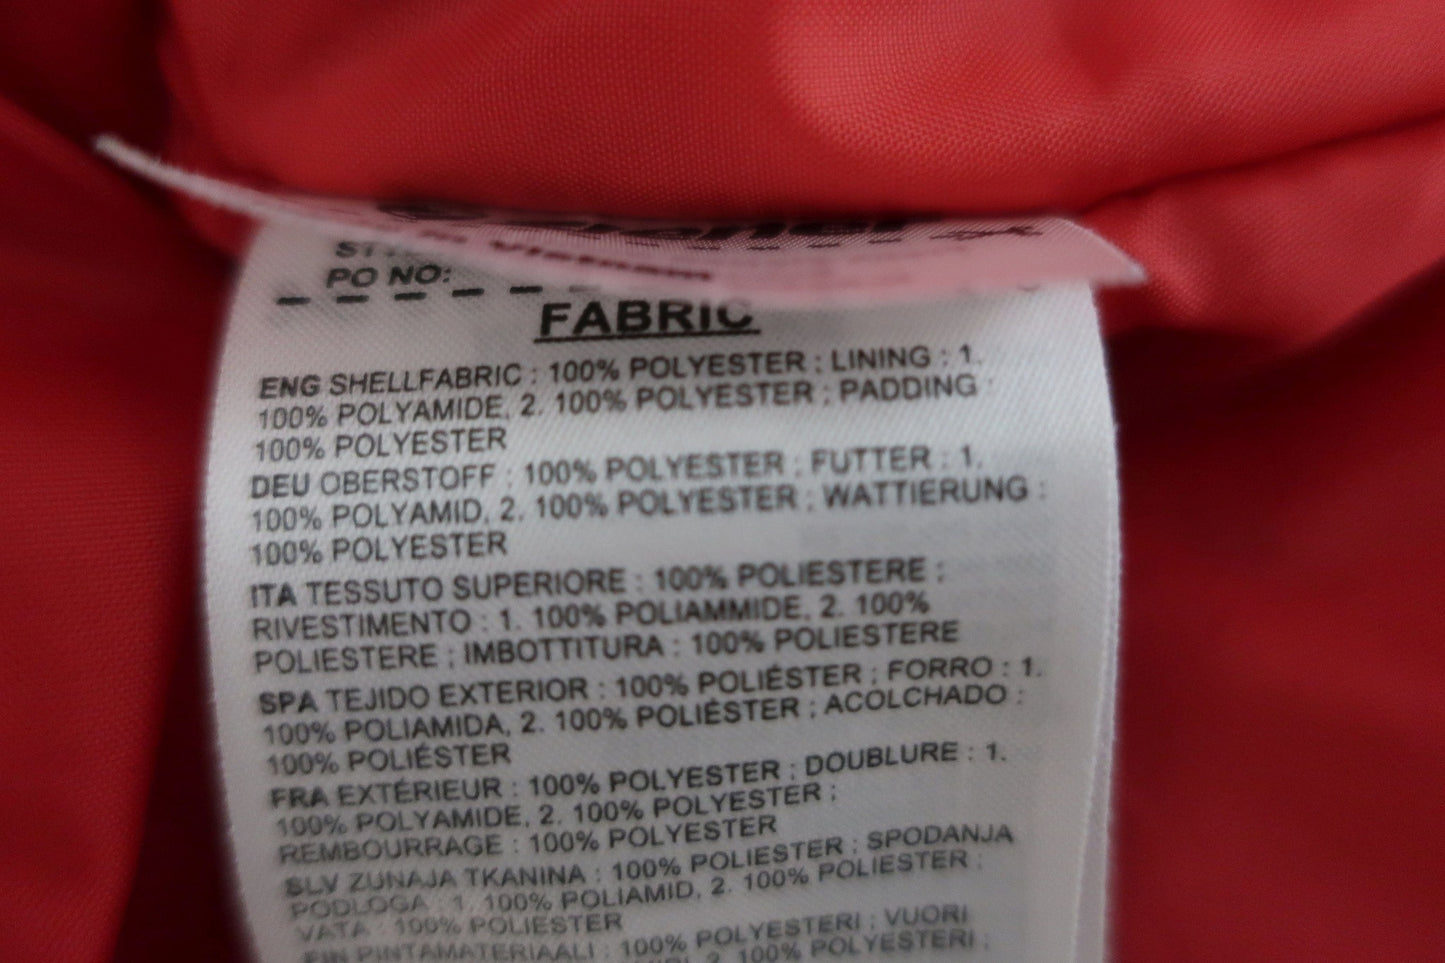 in Vietnam
PO NO:
FABRIC
ENG SHELLFABRIC : 100% POLYESTER ; LINING : 1.
100% POLYAMIDE, 2. 100% POLYESTER ; PADDING :
100% POLYESTER
DEU OBERSTOFF : 100% POLYESTER ; FUTTER : 1.
100% POLYAMID, 2. 100% POLYESTER ; WATTIERUNG :
100% POLYESTER
ITA TESSUTO SUPERIORE : 100% POLIESTERE ;
RIVESTIMENTO : 1. 100% POLIAMMIDE, 2. 100%
POLIESTERE ; IMBOTTITURA : 100% POLIESTERE
SPA TEJIDO EXTERIOR : 100% POLIÉSTER ; FORRO : 1.
100% POLIAMIDA, 2. 100% POLIÉSTER ; ACOLCHADO :
100% POLIÉSTER
FRA EXTÉRIEUR : 100% POLYESTER ; DOUBLURE : 1.
100% POLYAMIDE, 2. 100% POLYESTER ;
REMBOURRAGE : 100% POLYESTER
SLV ZUNAJA TKANINA : 100% POLIESTER ; SPODANJA
PODLOGA : 1. 100% POLIAMID, 2. 100% POLIESTER ;
VATA : 100% POLIESTER
FIN PINTAMATERIAALI : 100% POLYESTERI ; VUORI
2. 100% POLYESTERI ;